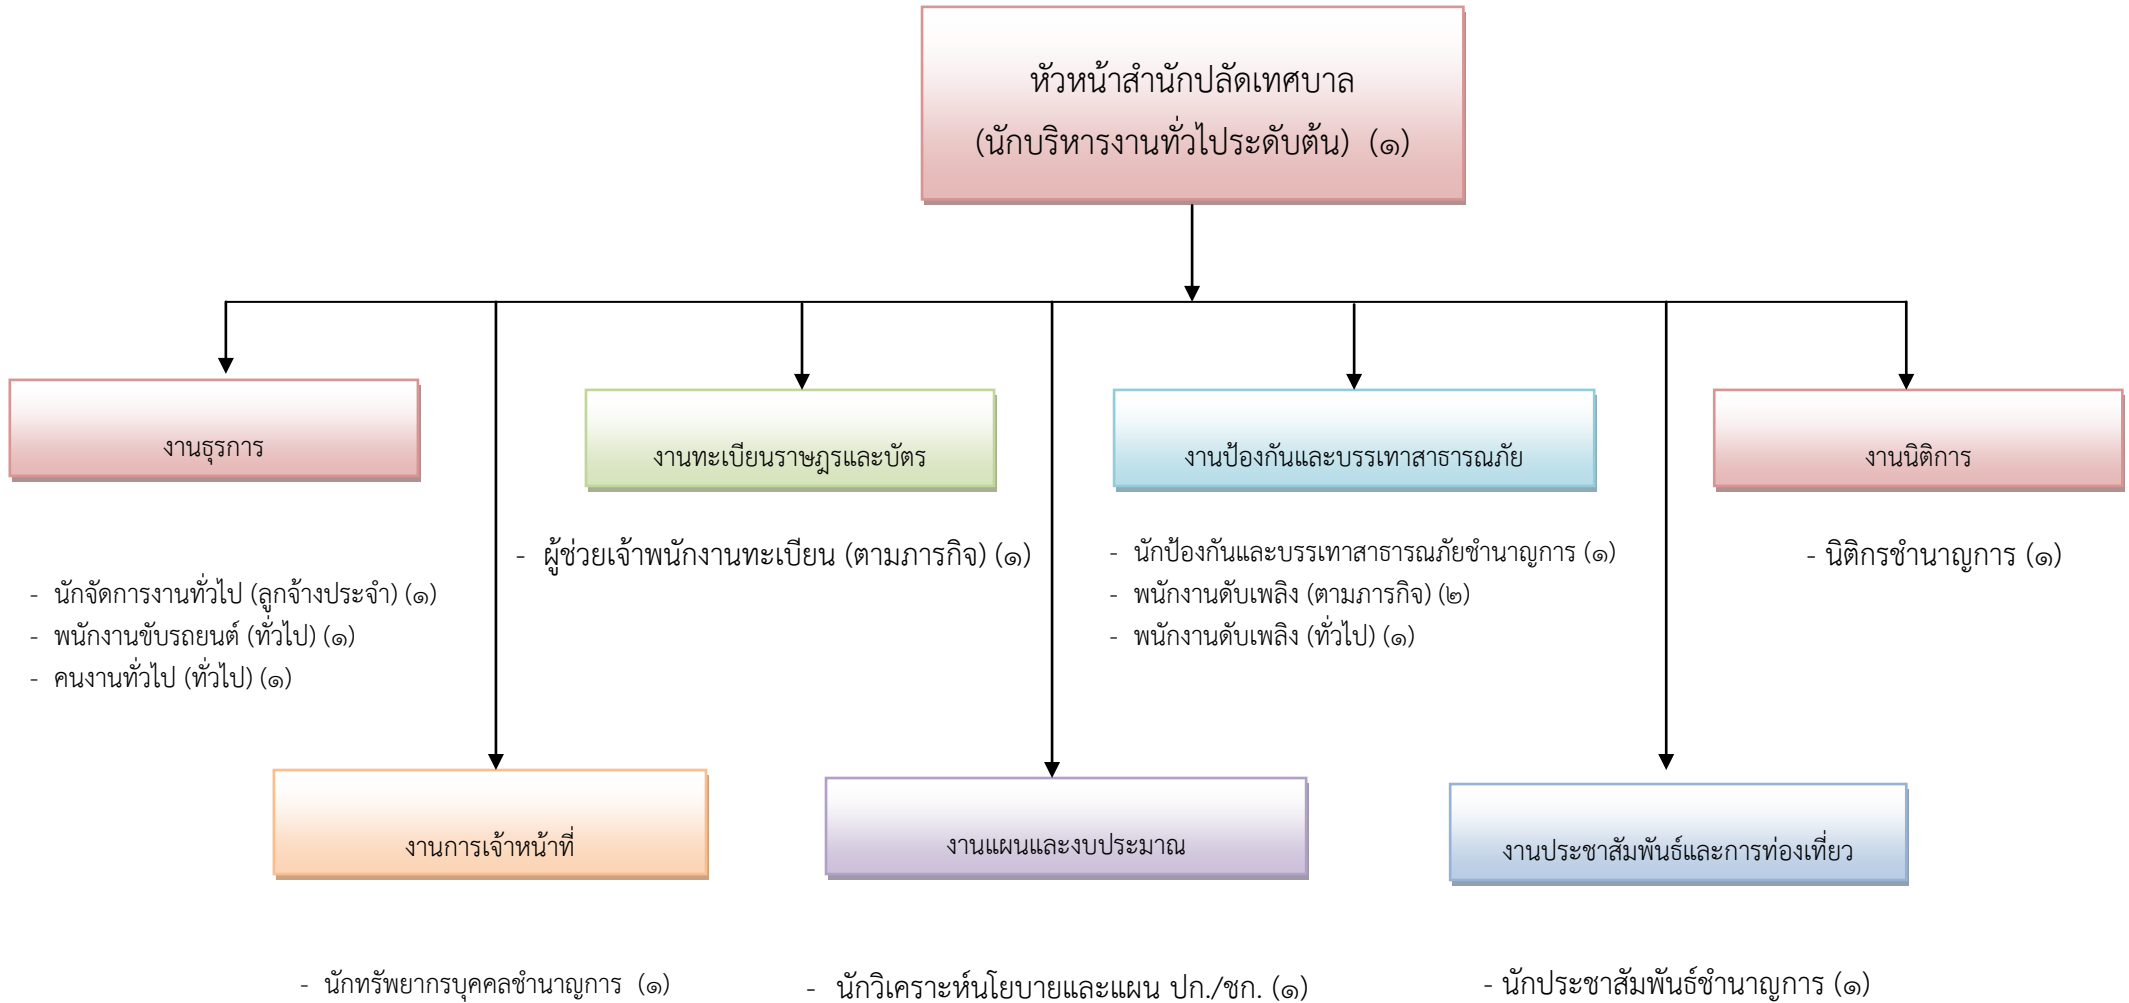 หัวหน้าสำนักปลัดเทศบาล
(นักบริหารงานทั่วไประดับต้น) (๑)
งานธุรการ
- นักจัดการงานทั่วไป (ลูกจ้างประจำ) (๑)
- พนักงานขับรถยนต์ (ทั่วไป) (๑)
- คนงานทั่วไป (ทั่วไป) (๑)
งานทะเบียนราษฎรและบัตร
- ผู้ช่วยเจ้าพนักงานทะเบียน (ตามภารกิจ) (๑)
งานป้องกันและบรรเทาสาธารณภัย
- นักป้องกันและบรรเทาสาธารณภัยชำนาญการ (๑)
- พนักงานดับเพลิง (ตามภารกิจ) (๒)
- พนักงานดับเพลิง (ทั่วไป) (๑)
งานนิติการ
- นิติกรชำนาญการ (๑)
งานการเจ้าหน้าที่
- นักทรัพยากรบุคคลชำนาญการ (๑)
งานแผนและงบประมาณ
- นักวิเคราะห์นโยบายและแผน ปก./ชก. (๑)
งานประชาสัมพันธ์และการท่องเที่ยว
- นักประชาสัมพันธ์ชำนาญการ (๑)